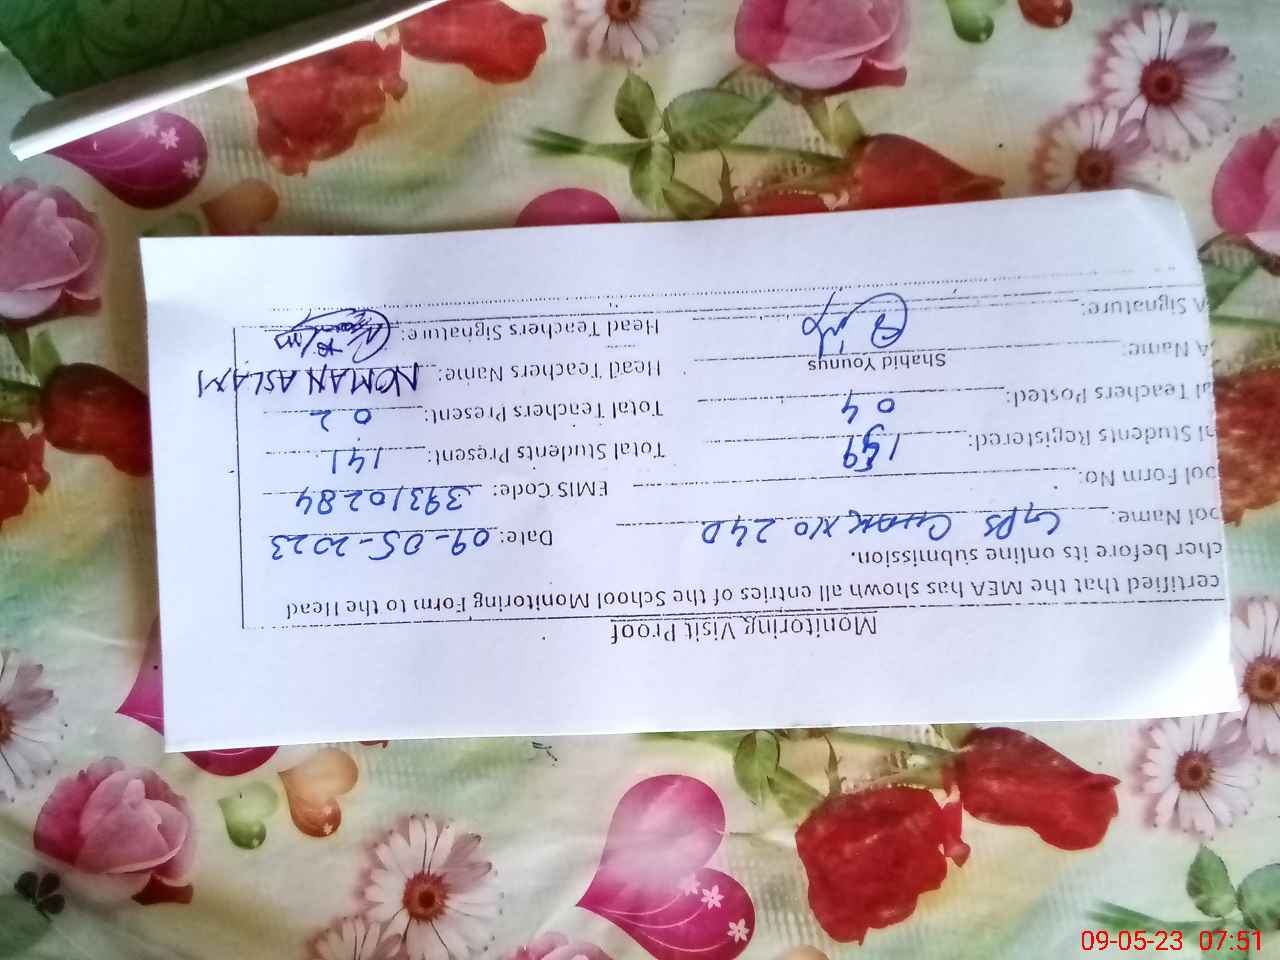 Monitoring Visit Proof
certified that the MEA has shown all entries of the School Monitoring Form to the Head
cher before its online submission.
ool Name: GPS CHAK NO 24D Date: 09-05-2023
ool Form No: EMIS Code: 39310284
al Students Registered: 159 Total Students Present: 141
al Teachers Posted: 04 Total Teachers Present: 02
A Name: Shahid Younus Head Teachers Name: NOMAN ASLAM
A Signature: Head Teachers Signature:
09-05-23 07:51